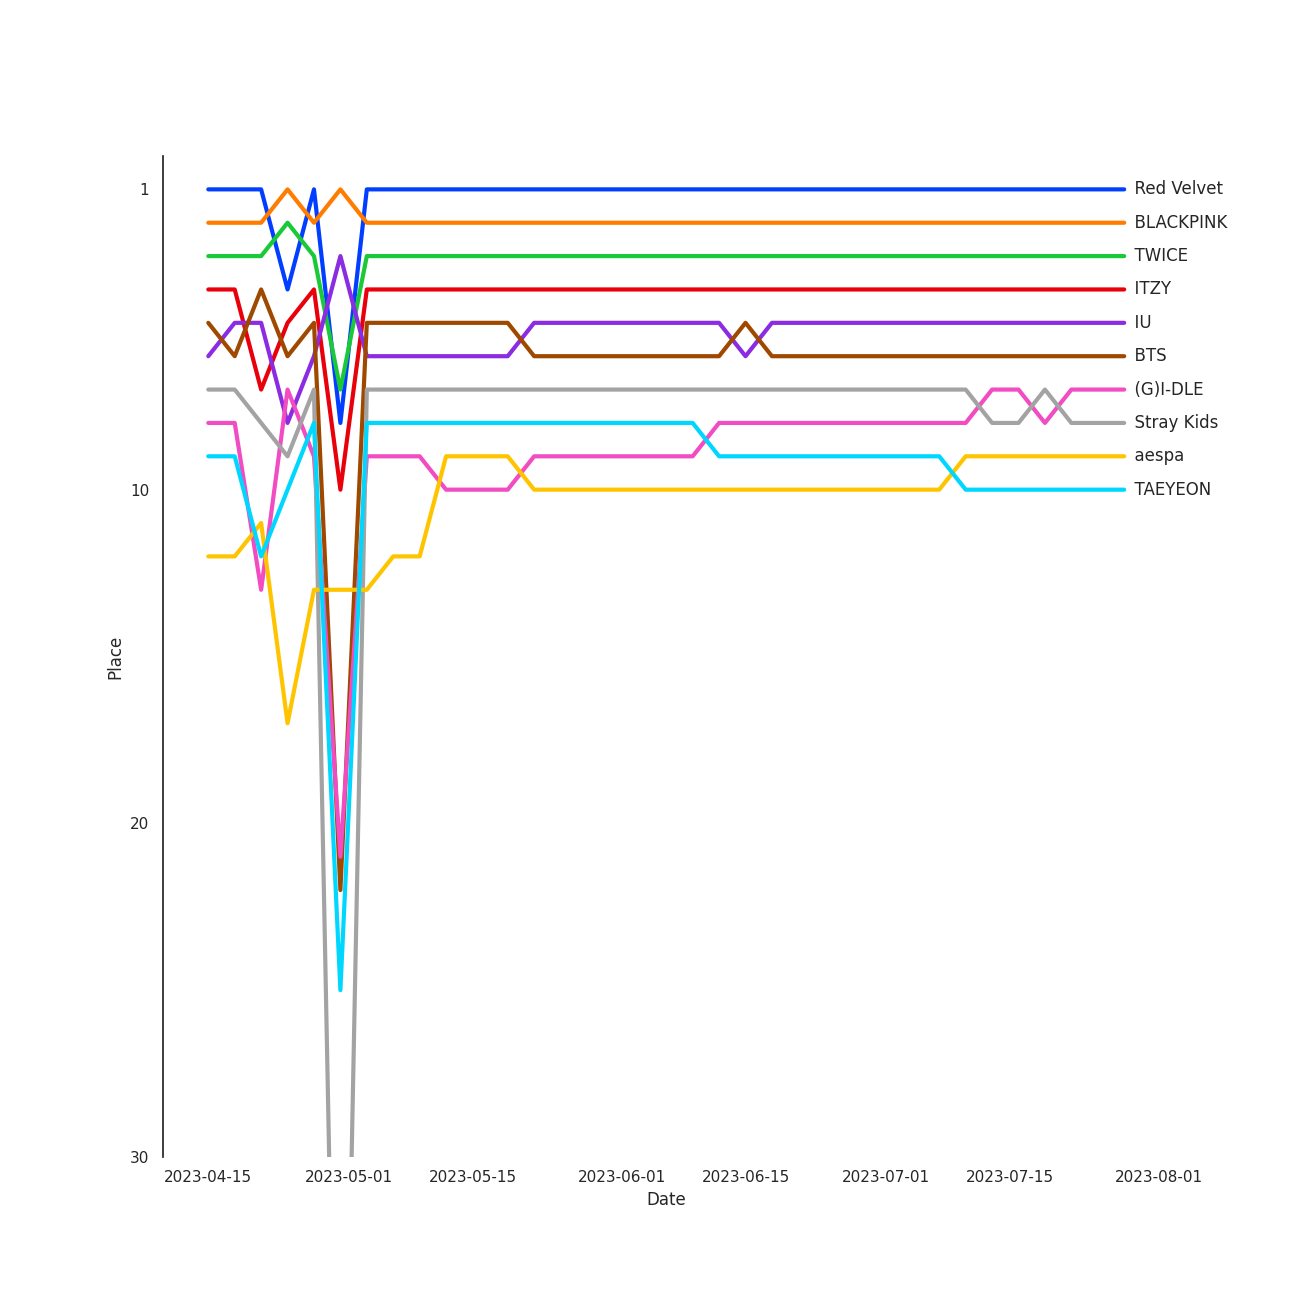 1
10
20
30
Place
2023-04-15
2023-05-01
2023-05-15
2023-06-01
2023-06-15
2023-07-01
2023-07-15
2023-08-01
Date
Red Velvet
BLACKPINK
TWICE
ITZY
IU
BTS
(G)I-DLE
Stray Kids
aespa
TAEYEON